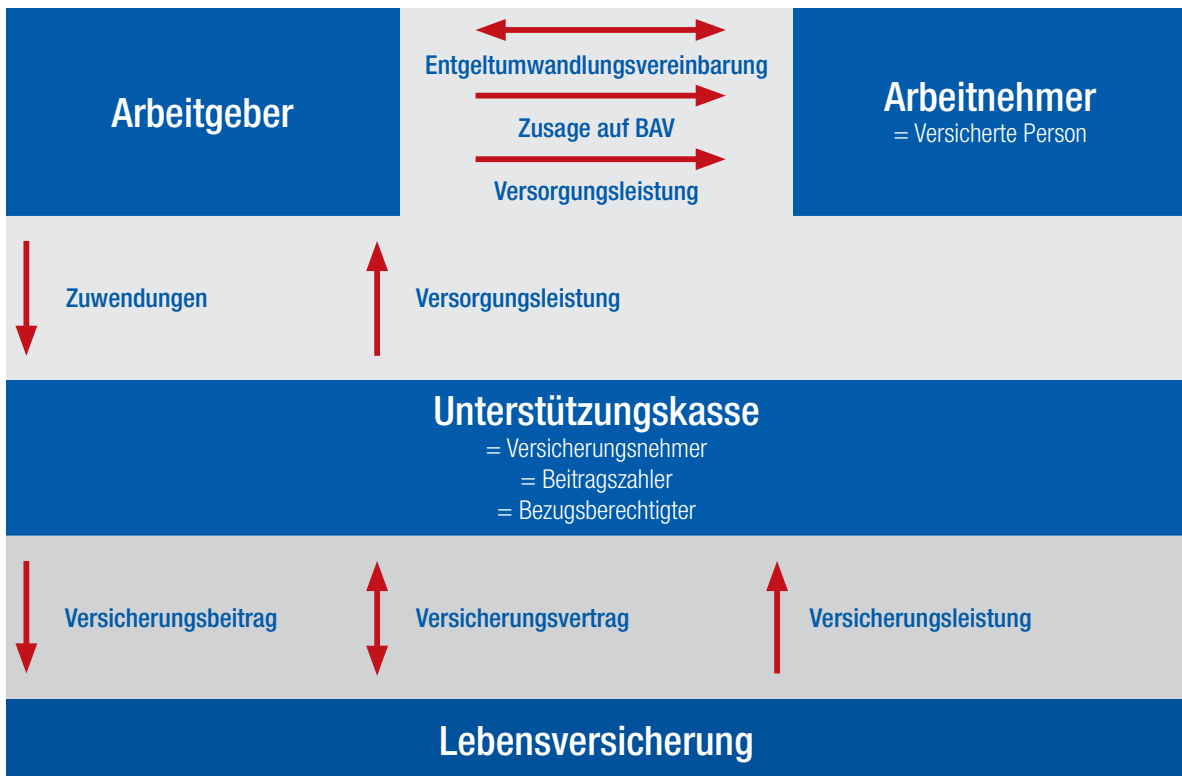 Arbeitgeber
Entgeltumwandlungsvereinbarung
Zusage auf BAV
Versorgungsleistung
Arbeitnehmer
= Versicherte Person
Zuwendungen
Versorgungsleistung
Unterstützungskasse
= Versicherungsnehmer
= Beitragszahler
= Bezugsberechtigter
Versicherungsbeitrag
Versicherungsvertrag
Versicherungsleistung
Lebensversicherung